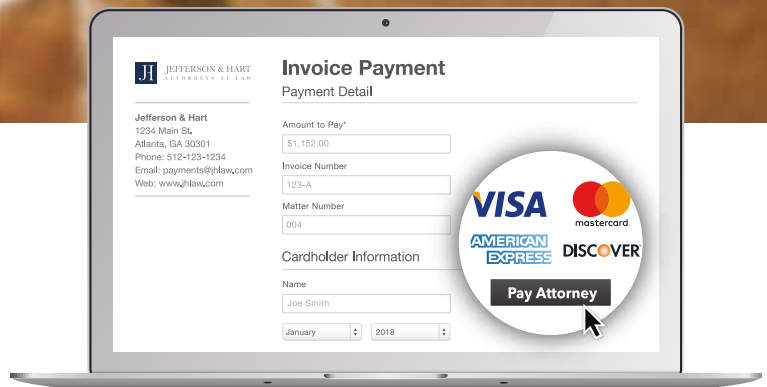 JH JEFFERSON & HART
ATTORNEYS AT LAW
Jefferson & Hart
1234 Main St.
Atlanta, GA 30301
Phone: 512-123-1234
Email: payments@jhlaw.com
Web: www.jhlaw.com
Invoice Payment
Payment Detail
Amount to Pay*
$1,152.00
Invoice Number
123-A
Matter Number
004
Cardholder Information
Name
Joe Smith
January 2018
VISA
mastercard.
AMERICAN
EXPRESS
DISCOVER
Pay Attorney